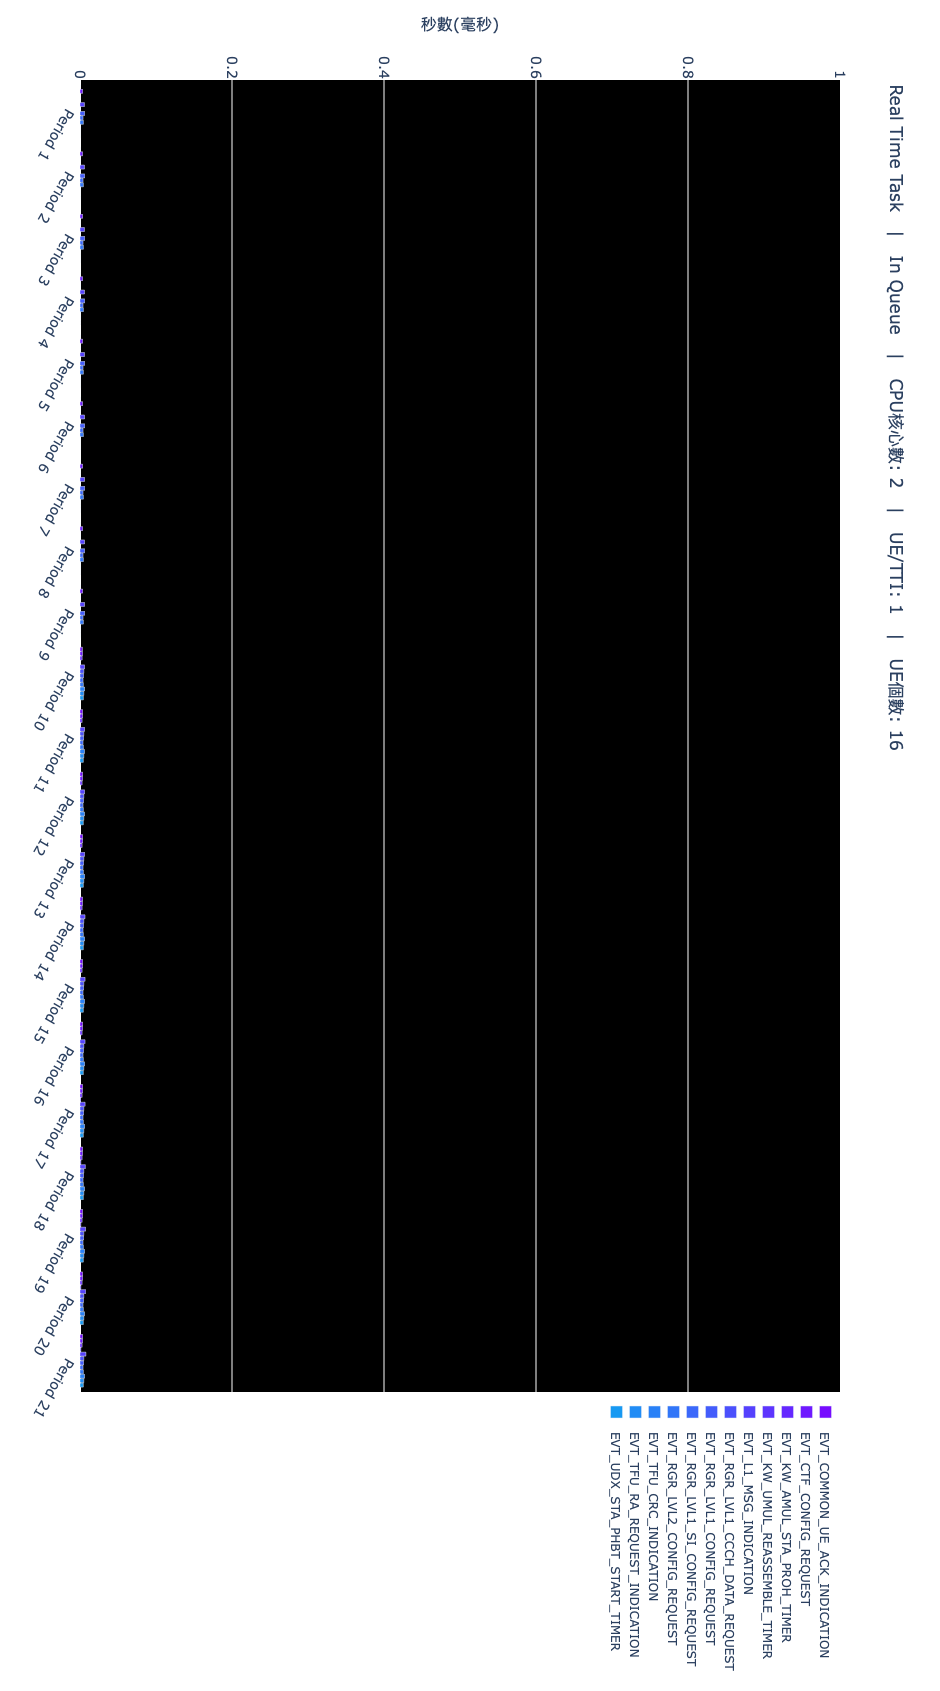 Real Time Task | In Queue | CPU核心數: 2 | UE/TTI: 1 | UE個數: 16
秒數(毫秒)
1
0.8
0.6
0.4
0.2
0
Period 1
Period 2
Period 3
Period 4
Period 5
Period 6
Period 7
Period 8
Period 9
Period 10
Period 11
Period 12
Period 13
Period 14
Period 15
Period 16
Period 17
Period 18
Period 19
Period 20
Period 21
EVT_COMMON_UE_ACK_INDICATION
EVT_CTF_CONFIG_REQUEST
EVT_KW_AMUL_STA_PROH_TIMER
EVT_KW_UMUL_REASSEMBLE_TIMER
EVT_L1_MSG_INDICATION
EVT_RGR_LVL1_CCCH_DATA_REQUEST
EVT_RGR_LVL1_CONFIG_REQUEST
EVT_RGR_LVL1_SI_CONFIG_REQUEST
EVT_RGR_LVL2_CONFIG_REQUEST
EVT_TFU_CRC_INDICATION
EVT_TFU_RA_REQUEST_INDICATION
EVT_UDX_STA_PHBT_START_TIMER